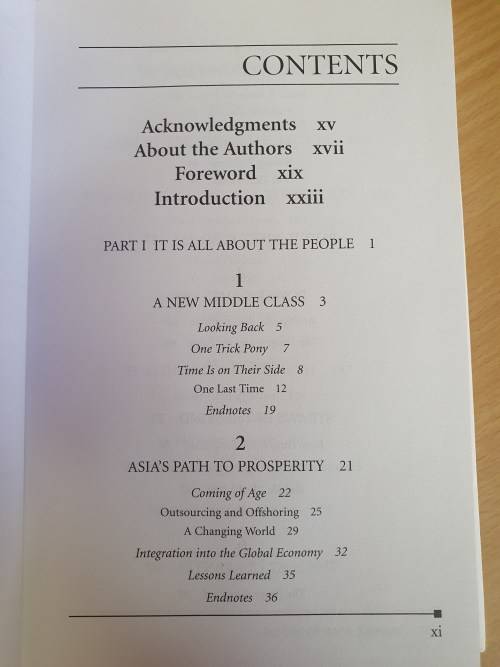 CONTENTS
Acknowledgments xv
About the Authors xvii
Foreword xix
Introduction xxiii
PART I IT IS ALL ABOUT THE PEOPLE 1
1
A NEW MIDDLE CLASS 3
Looking Back 5
One Trick Pony 7
Time Is on Their Side 8
One Last Time 12
Endnotes 19
2
ASIA'S PATH TO PROSPERITY 21
Coming of Age 22
Outsourcing and Offshoring 25
A Changing World 29
Integration into the Global Economy 32
Lessons Learned 35
Endnotes 36
xi